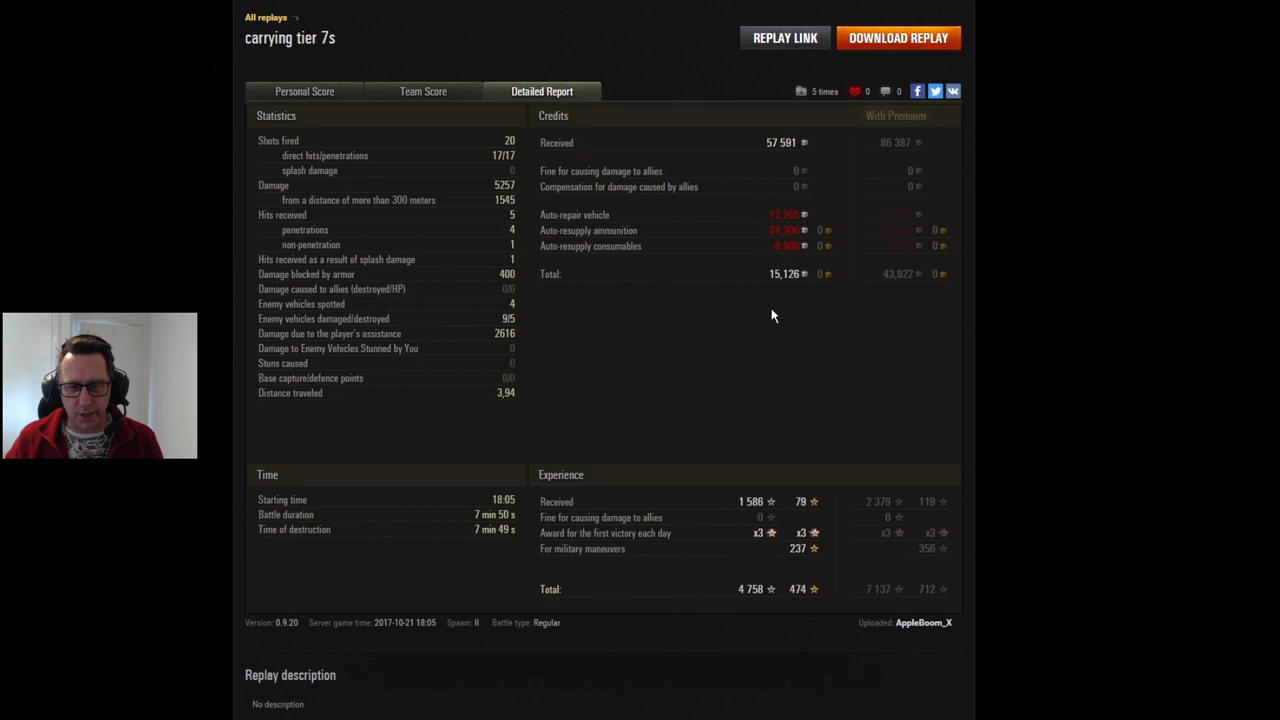 All replays
carrying tier 7s
REPLAY LINK
DOWNLOAD REPLAY
Personal Score
Team Score
Detailed Report
5 times
0
0
Statistics
Shots fired 20
direct hits/penetrations 17/17
splash damage 0
Damage 5257
from a distance of more than 300 meters 1545
Hits received 5
penetrations 4
non-penetration 1
Hits received as a result of splash damage 1
Damage blocked by armor 400
Damage caused to allies (destroyed/HP) 0/0
Enemy vehicles spotted 4
Enemy vehicles damaged/destroyed 9/5
Damage due to the player's assistance 2616
Damage to Enemy Vehicles Stunned by You 0
Stuns caused 0
Base capture/defence points 0/0
Distance traveled 3,94
Credits With Premium
Received 57 591 86 387
Fine for causing damage to allies 0 0
Compensation for damage caused by allies 0 0
Auto-repair vehicle
Auto-resupply ammunition 0 0
Auto-resupply consumables 0 0
Total: 15,126 0 43,922 0
Time
Starting time 18:05
Battle duration 7 min 50 s
Time of destruction 7 min 49 s
Experience
Received 1 586 79 2 379 119
Fine for causing damage to allies 0 0
Award for the first victory each day x3 x3 x3 x3
For military maneuvers 237 356
Total: 4 758 474 7 137 712
Version: 0.9.20 Server game time: 2017-10-21 18:05 Spawn: II Battle type: Regular Uploaded: AppleBoom_X
Replay description
No description